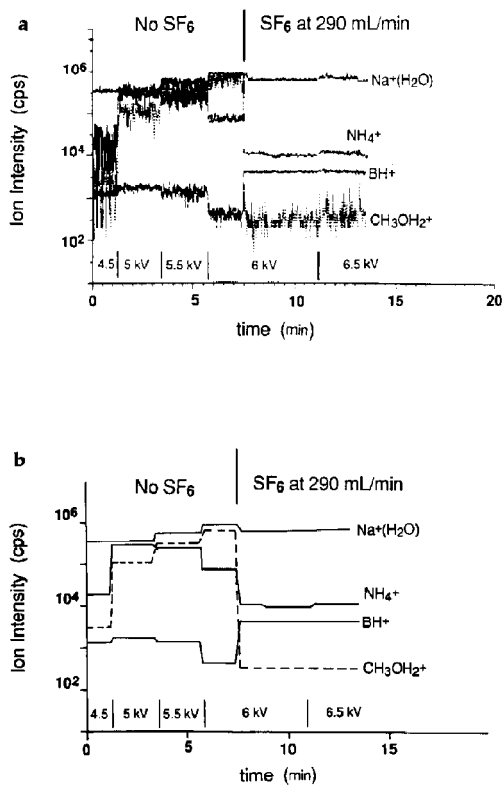 a
No SF6
SF6 at 290 mL/min
Ion Intensity (cps)
10^6
10^4
10^2
Na+(H2O)
NH4+
BH+
CH3OH2+
4.5
5 kV
5.5 kV
6 kV
6.5 kV
0
5
10
15
20
time (min)
b
No SF6
SF6 at 290 mL/min
Ion Intensity (cps)
10^6
10^4
10^2
Na+(H2O)
NH4+
BH+
CH3OH2+
4.5
5 kV
5.5 kV
6 kV
6.5 kV
0
5
10
15
time (min)